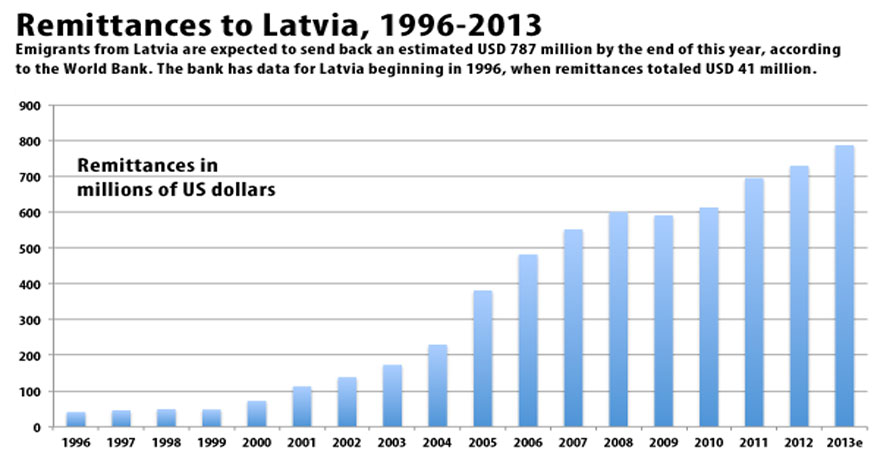 Remittances to Latvia, 1996-2013
Emigrants from Latvia are expected to send back an estimated USD 787 million by the end of this year, according
to the World Bank. The bank has data for Latvia beginning in 1996, when remittances totaled USD 41 million.
900
800
Remittances in
millions of US dollars
700
600
500
400
300
200
100
0
1996 1997 1998 1999 2000 2001 2002 2003 2004 2005 2006 2007 2008 2009 2010 2011 2012 2013e